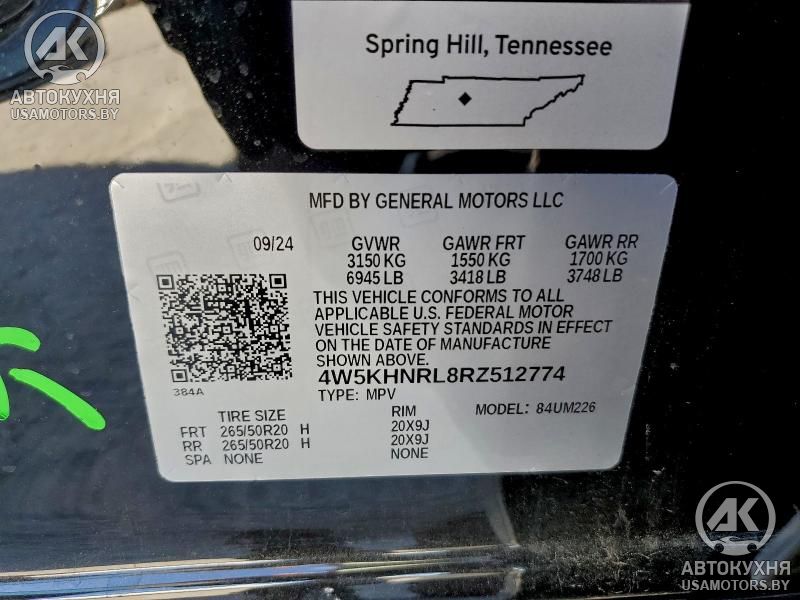 Spring Hill, Tennessee
AK
АВТОКУХНЯ
USAMOTORS.BY
MFD BY GENERAL MOTORS LLC
09/24 GVWR GAWR FRT GAWR RR
3150 KG 1550 KG 1700 KG
6945 LB 3418 LB 3748 LB
THIS VEHICLE CONFORMS TO ALL
APPLICABLE U.S. FEDERAL MOTOR
VEHICLE SAFETY STANDARDS IN EFFECT
ON THE DATE OF MANUFACTURE
SHOWN ABOVE.
384A
4W5KHNRL8RZ512774
TYPE: MPV
TIRE SIZE RIM MODEL: 84UM226
FRT 265/50R20 H 20X9J
RR 265/50R20 H 20X9J
SPA NONE NONE
AK
АВТОКУХНЯ
USAMOTORS.BY